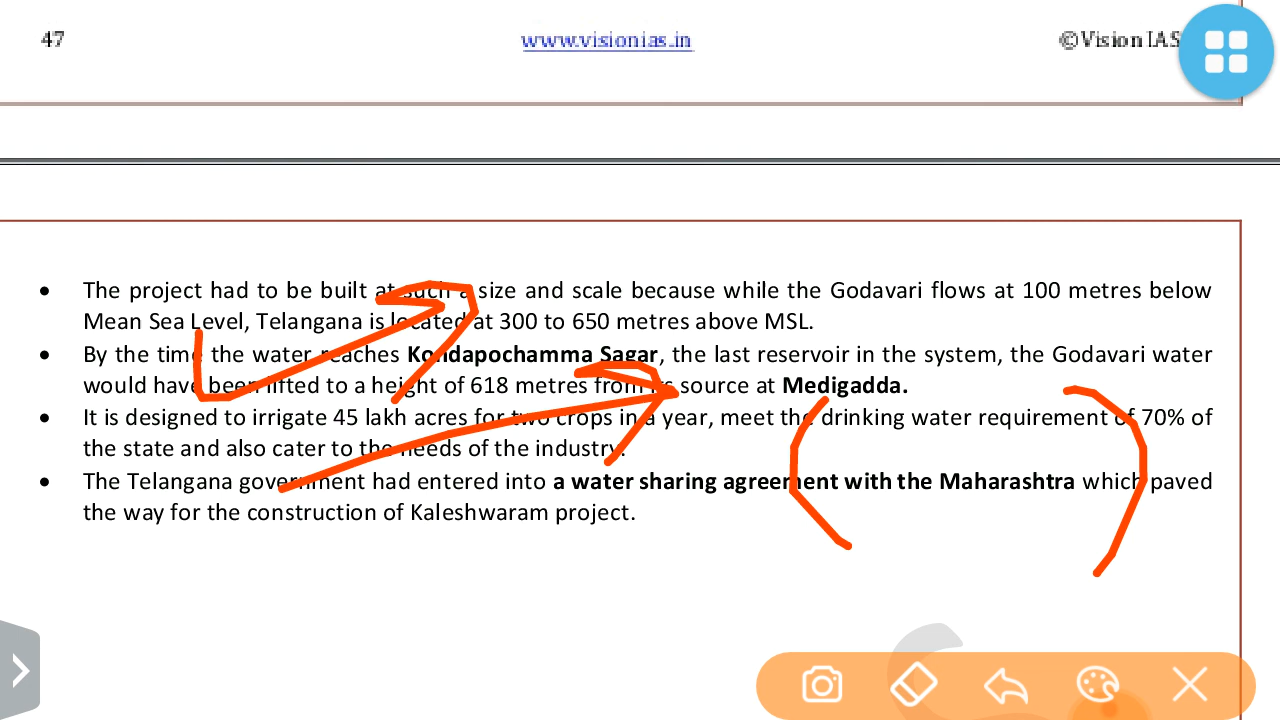 47 www.visionias.in ©Vision IAS
• The project had to be built at such a size and scale because while the Godavari flows at 100 metres below
Mean Sea Level, Telangana is located at 300 to 650 metres above MSL.
• By the time the water reaches Kondapochamma Sagar, the last reservoir in the system, the Godavari water
would have been lifted to a height of 618 metres from its source at Medigadda.
• It is designed to irrigate 45 lakh acres for two crops in a year, meet the drinking water requirement of 70% of
the state and also cater to the needs of the industry.
• The Telangana government had entered into a water sharing agreement with the Maharashtra which paved
the way for the construction of Kaleshwaram project.